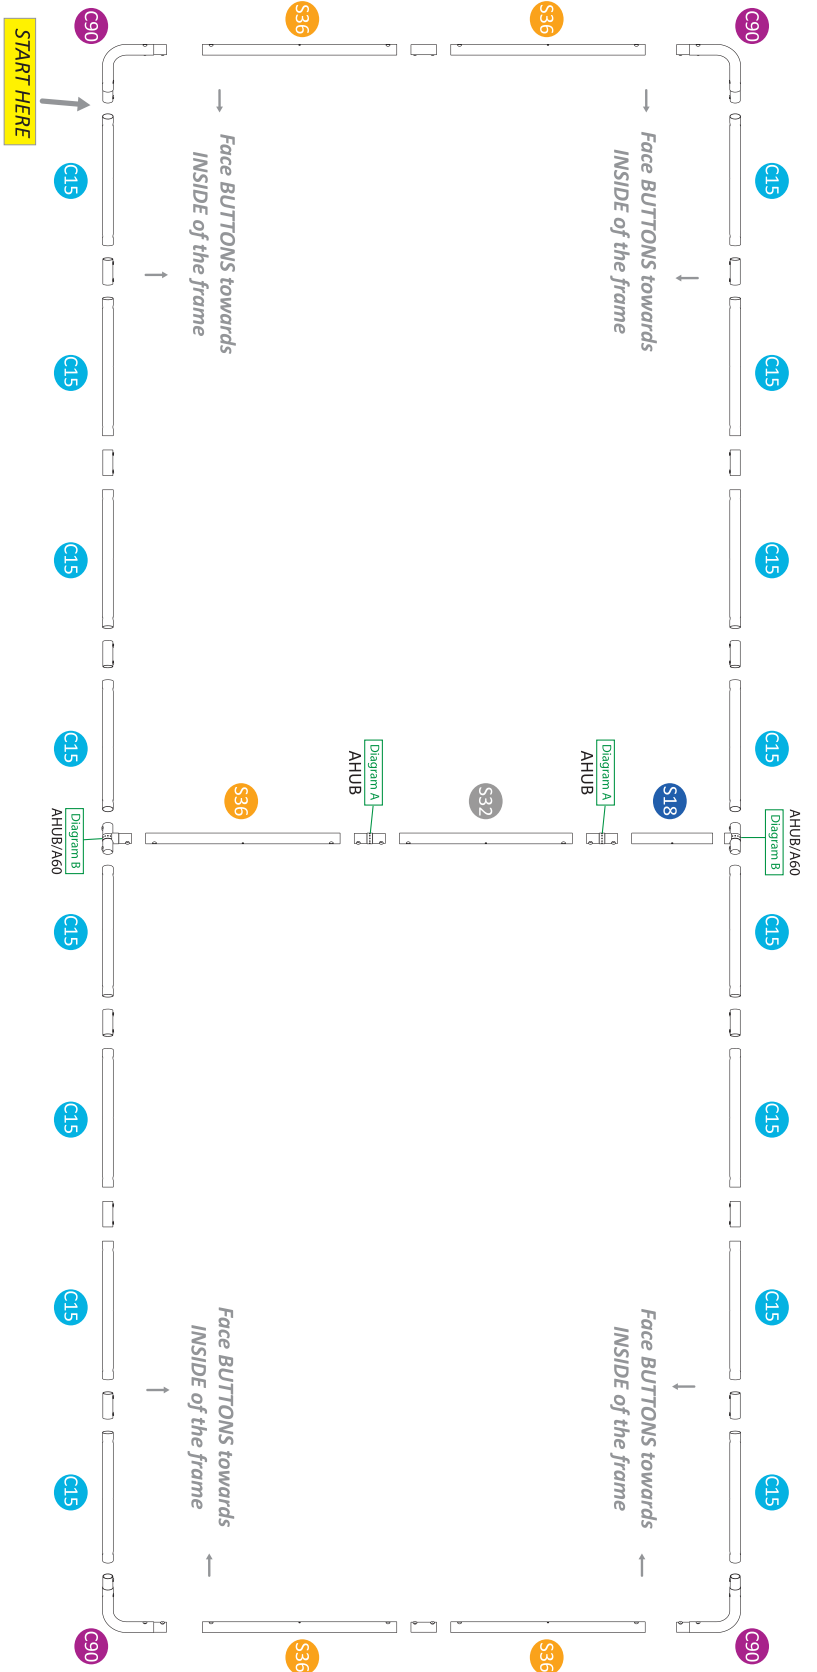 AHUB/A60
Diagram B
C90
C15
C15
C15
C15
C15
C15
C15
C15
C90
S18
Face BUTTONS towards
INSIDE of the frame
Face BUTTONS towards
INSIDE of the frame
Diagram A
AHUB
S36
S36
S32
Diagram A
AHUB
S36
S36
S36
Face BUTTONS towards
INSIDE of the frame
Face BUTTONS towards
INSIDE of the frame
C90
C15
C15
C15
C15
Diagram B
AHUB/A60
C15
C15
C15
C15
C90
START HERE